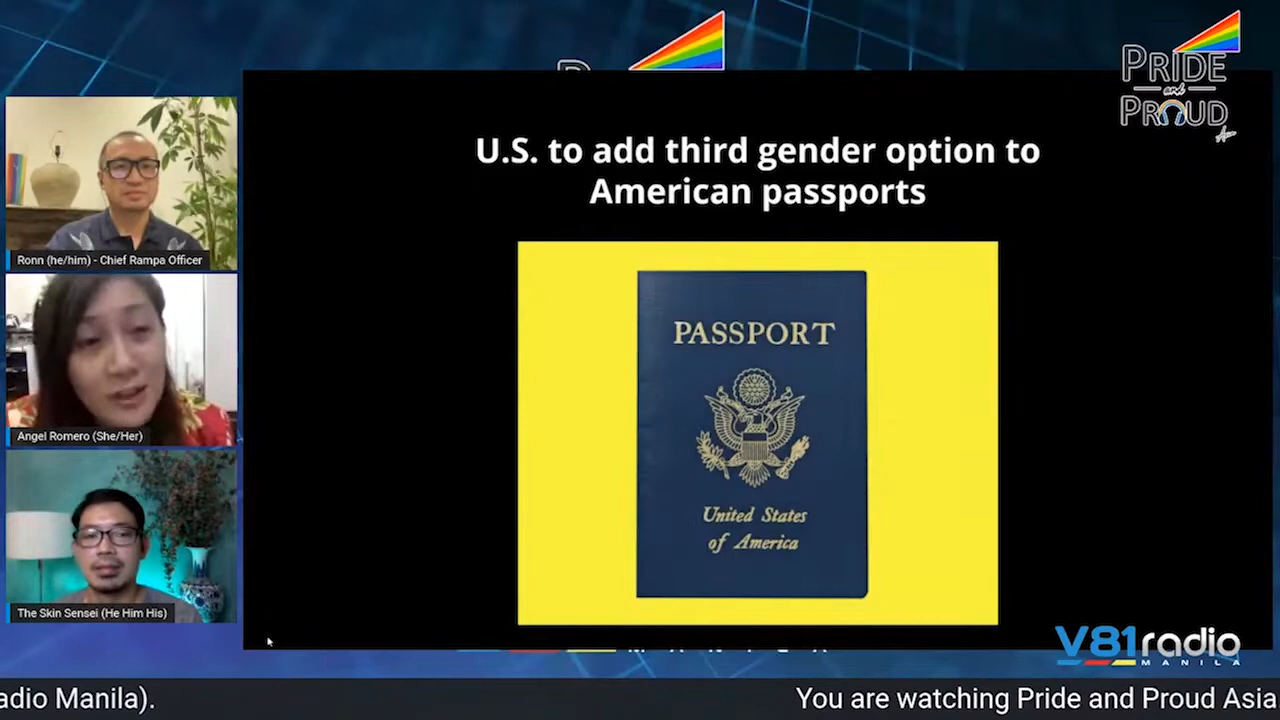 PRIDE
and
PROUD
Asia
U.S. to add third gender option to
American passports
PASSPORT
United States
of America
Ronn (he/him) - Chief Rampa Officer
Angel Romero (She/Her)
The Skin Sensei (He Him His)
V81radio
MANILA
adio Manila).
You are watching Pride and Proud Asia